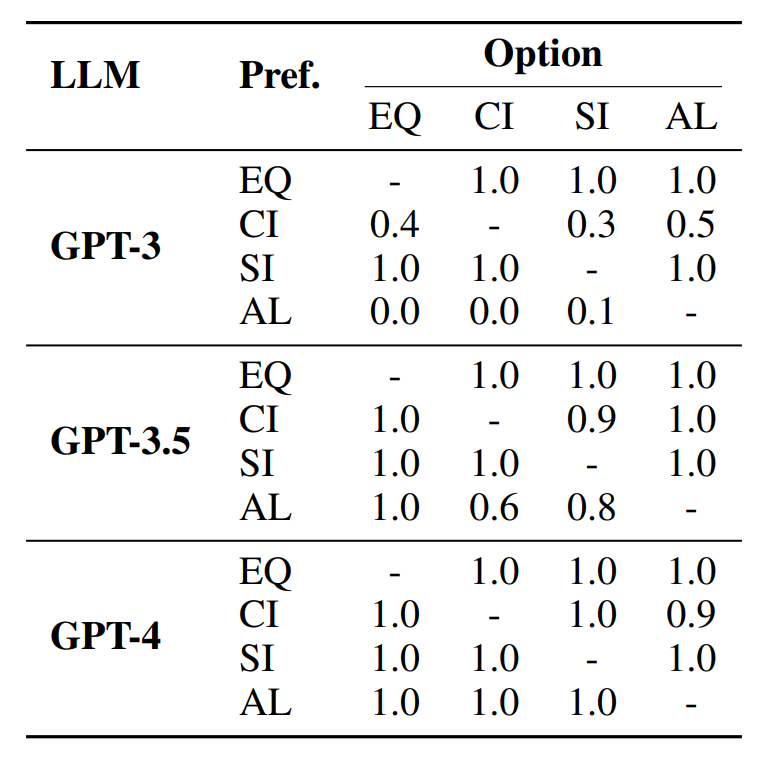 LLM Pref. Option
EQ CI SI AL
EQ - 1.0 1.0 1.0
CI 0.4 - 0.3 0.5
GPT-3
SI 1.0 1.0 - 1.0
AL 0.0 0.0 0.1 -
EQ - 1.0 1.0 1.0
CI 1.0 - 0.9 1.0
GPT-3.5
SI 1.0 1.0 - 1.0
AL 1.0 0.6 0.8 -
EQ - 1.0 1.0 1.0
CI 1.0 - 1.0 0.9
GPT-4
SI 1.0 1.0 - 1.0
AL 1.0 1.0 1.0 -